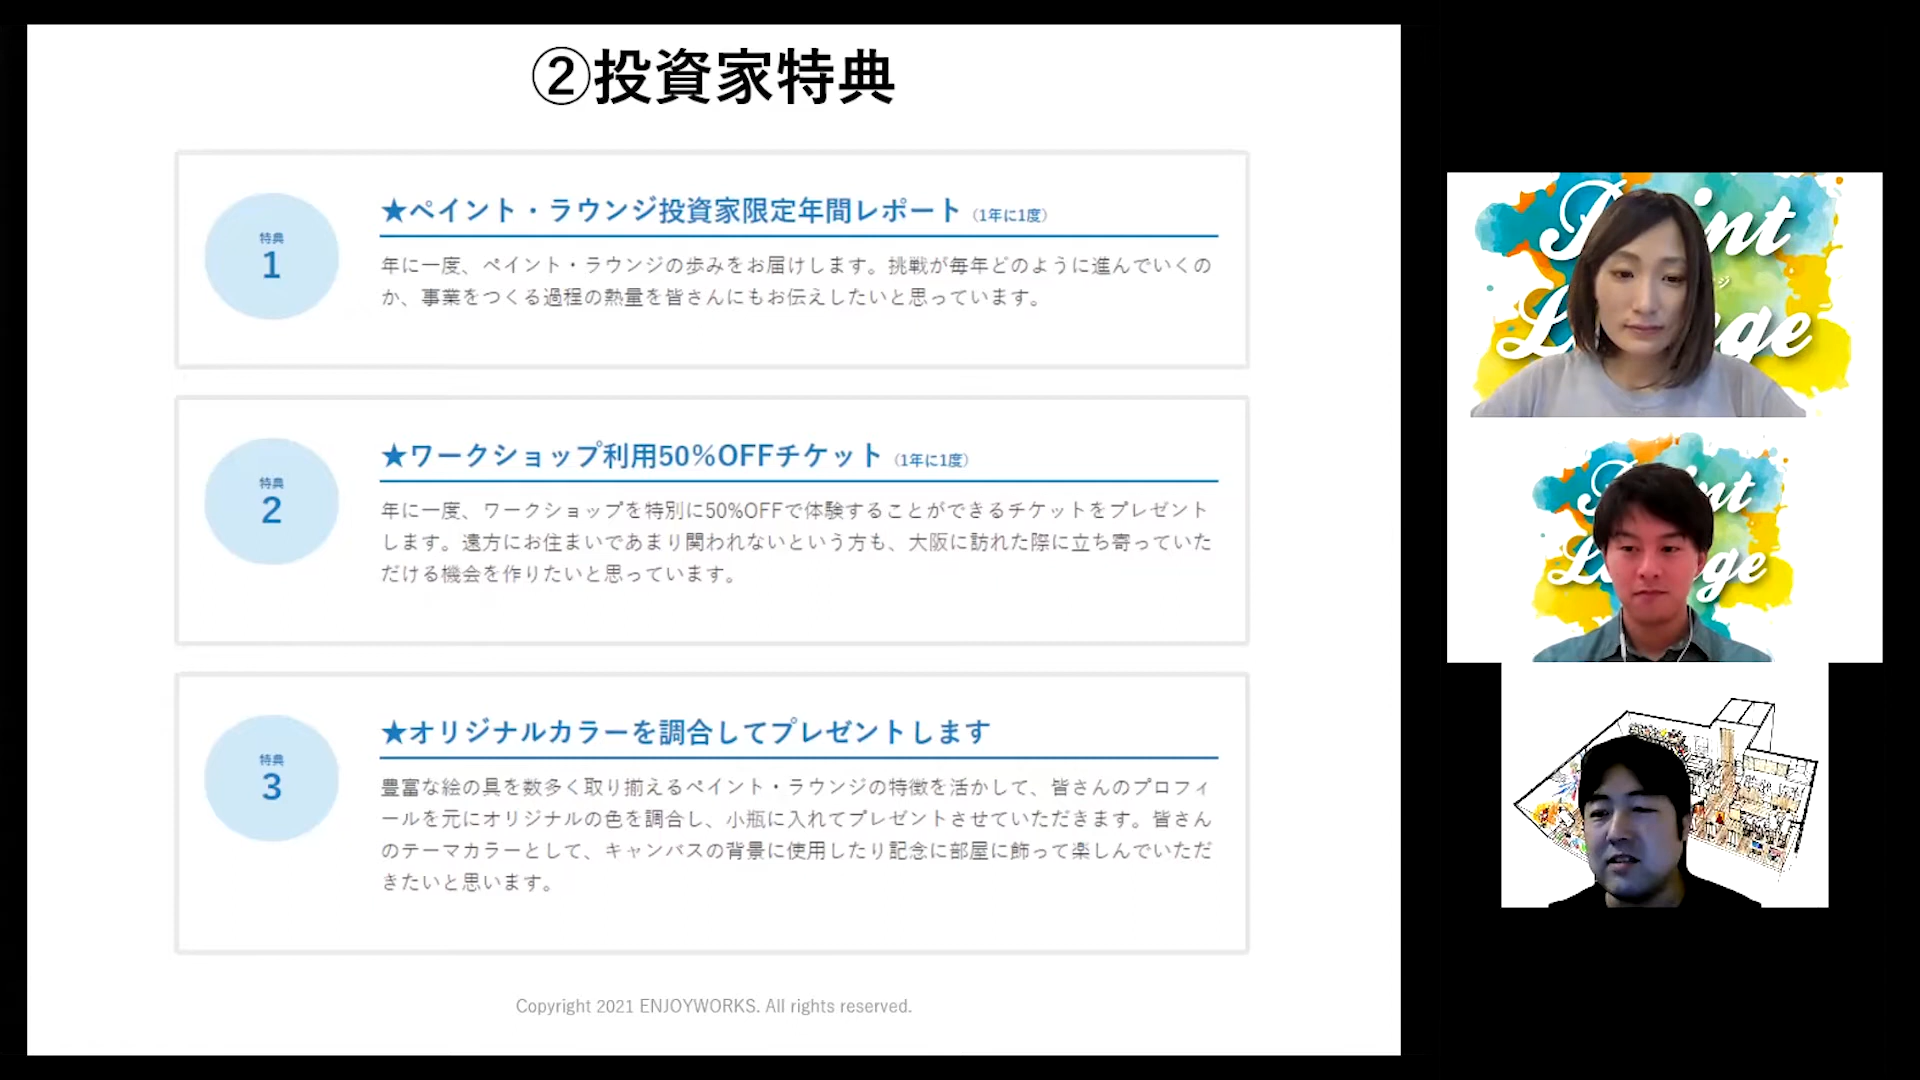 ②投資家特典
特典
1
★ペイント・ラウンジ投資家限定年間レポート（1年に1度）
年に一度、ペイント・ラウンジの歩みをお届けします。挑戦が毎年どのように進んでいくの
か、事業をつくる過程の熱量を皆さんにもお伝えしたいと思っています。
特典
2
★ワークショップ利用50%OFFチケット（1年に1度）
年に一度、ワークショップを特別に50%OFFで体験することができるチケットをプレゼント
します。遠方にお住まいであまり関われないという方も、大阪に訪れた際に立ち寄っていた
だける機会を作りたいと思っています。
特典
3
★オリジナルカラーを調合してプレゼントします
豊富な絵の具を数多く取り揃えるペイント・ラウンジの特徴を活かして、皆さんのプロフィ
ールを元にオリジナルの色を調合し、小瓶に入れてプレゼントさせていただきます。皆さん
のテーマカラーとして、キャンバスの背景に使用したり記念に部屋に飾って楽しんでいただ
きたいと思います。
Copyright 2021 ENJOYWORKS. All rights reserved.